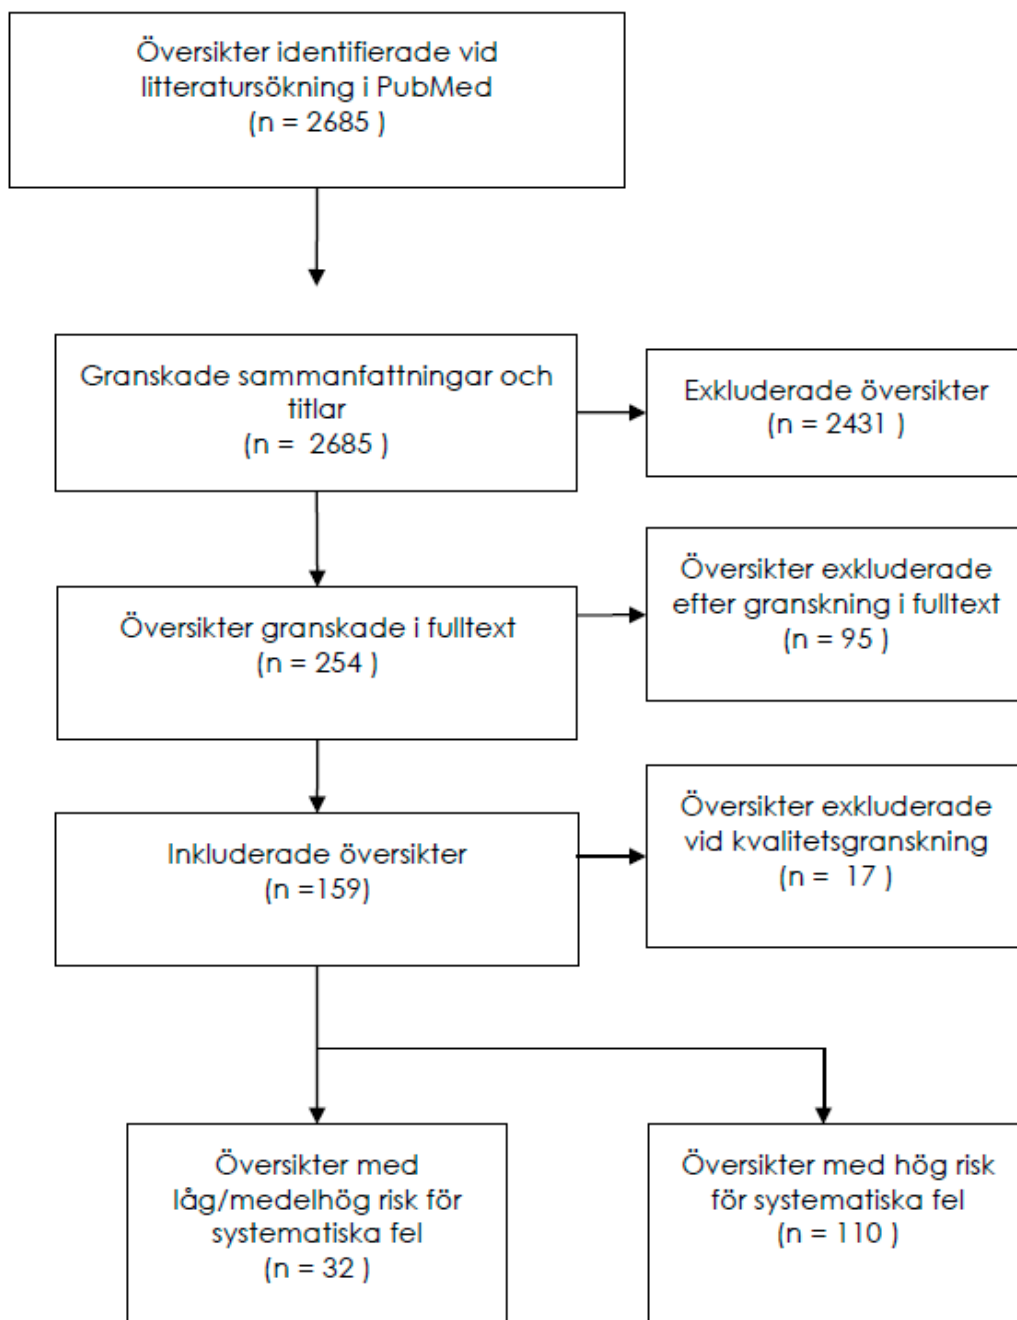 Översikter identifierade vid
litteratursökning i PubMed
(n = 2685 )
Granskade sammanfattningar och
titlar
(n =  2685 )
Exkluderade översikter
(n = 2431 )
Översikter granskade i fulltext
(n = 254 )
Översikter exkluderade
efter granskning i fulltext
(n = 95 )
Inkluderade översikter
(n =159)
Översikter exkluderade
vid kvalitetsgranskning
(n =  17 )
Översikter med
låg/medelhög risk för
systematiska fel
(n = 32 )
Översikter med hög risk
för systematiska fel
(n = 110 )